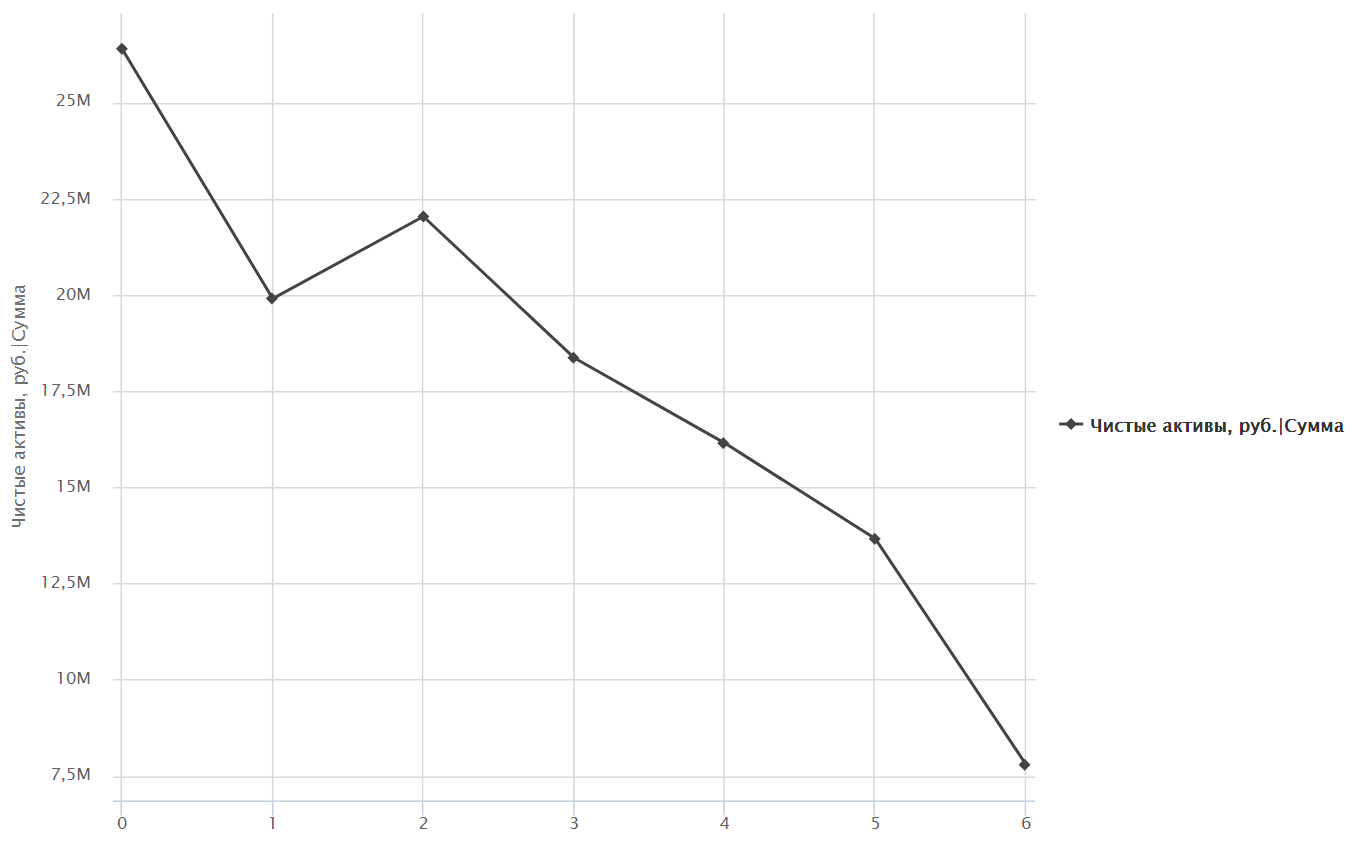 25M
22,5M
20M
17,5M
15M
12,5M
10M
7,5M
Чистые активы, руб.|Сумма
0 1 2 3 4 5 6
Чистые активы, руб.|Сумма